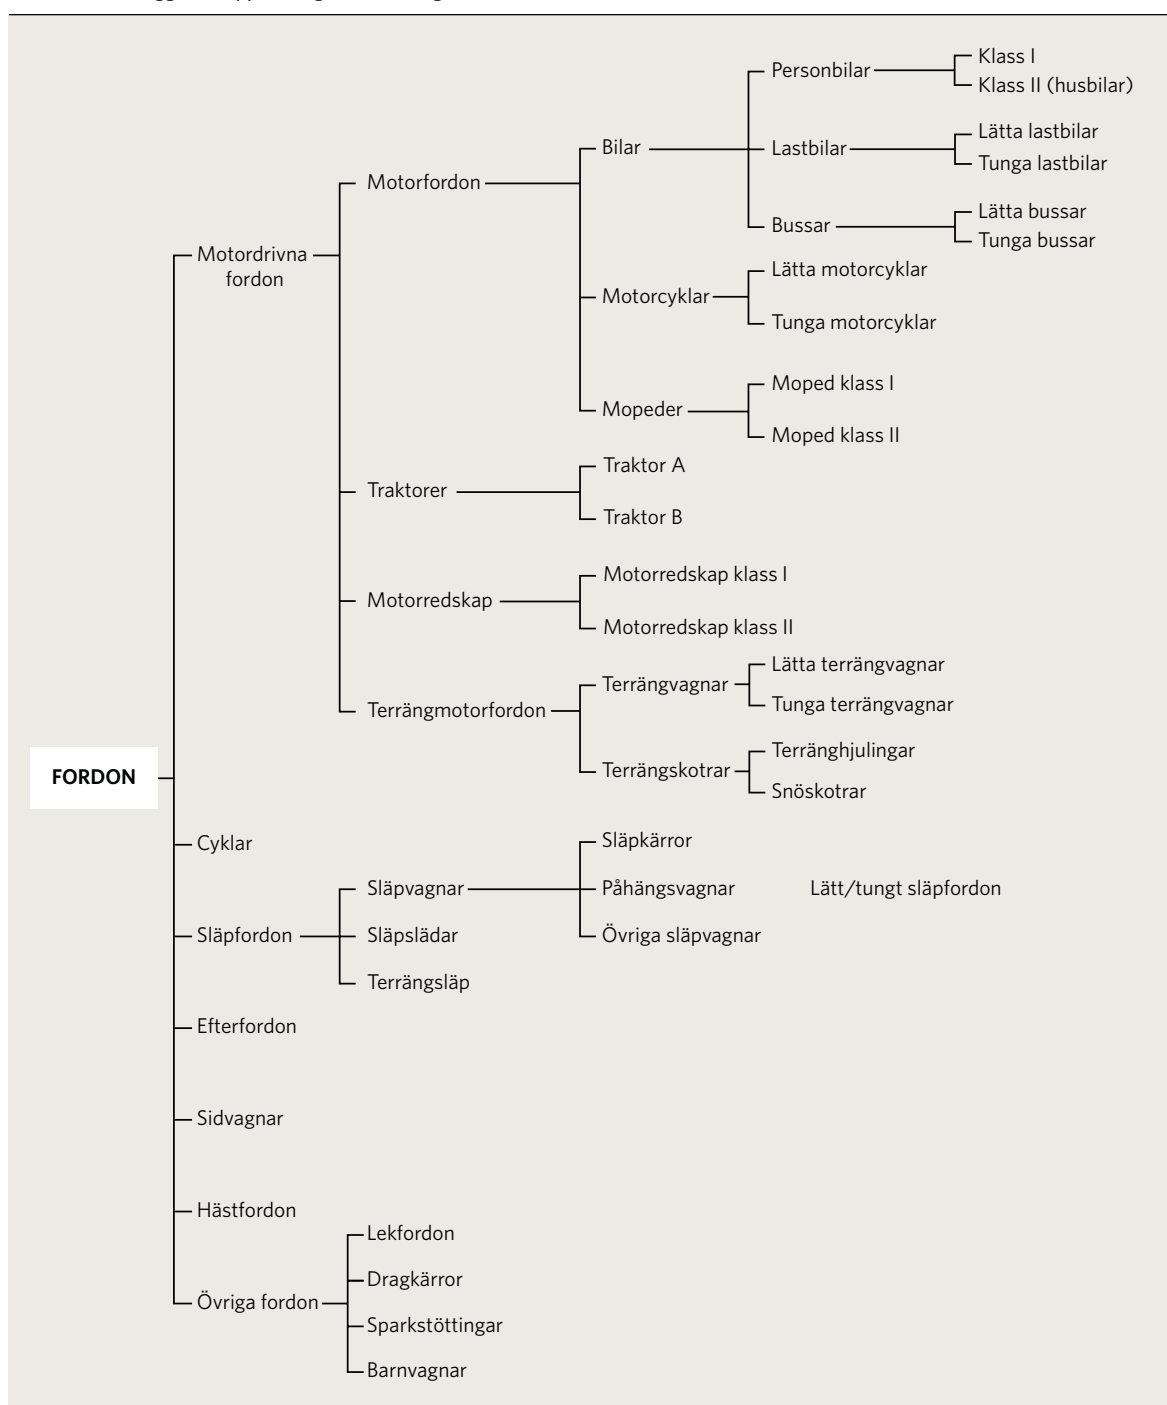 Personbilar
Klass I
Klass II (husbilar)
Bilar
Lastbilar
Lätta lastbilar
Tunga lastbilar
Motorfordon
Bussar
Lätta bussar
Tunga bussar
Motordrivna
fordon
Motorcyklar
Lätta motorcyklar
Tunga motorcyklar
Mopeder
Moped klass I
Moped klass II
Traktorer
Traktor A
Traktor B
Motorredskap
Motorredskap klass I
Motorredskap klass II
Terrängmotorfordon
Terrängvagnar
Lätta terrängvagnar
Tunga terrängvagnar
Terrängskotrar
Terränghjulingar
Snöskotrar
FORDON
Cyklar
Släpfordon
Släpvagnar
Släpkärror
Påhängsvagnar
Lätt/tungt släpfordon
Övriga släpvagnar
Släpslädar
Terrängsläp
Efterfordon
Sidvagnar
Hästfordon
Övriga fordon
Lekfordon
Dragkärror
Sparkstöttingar
Barnvagnar